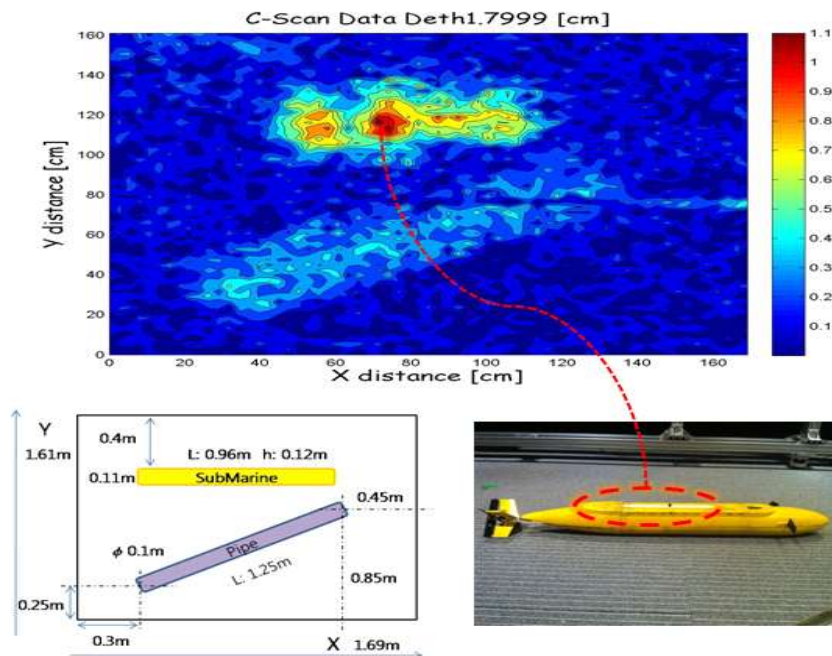 C-Scan Data Deth1.7999 [cm]
160
140
120
100
80
60
40
20
0
Y distance [cm]
0 20 40 60 80 100 120 140 160
X distance [cm]
1.1
1
0.9
0.8
0.7
0.6
0.5
0.4
0.3
0.2
0.1
Y
1.61m
0.4m
L: 0.96m h: 0.12m
0.11m
SubMarine
0.45m
ϕ 0.1m
Pipe
L: 1.25m
0.85m
0.25m
0.3m
X
1.69m